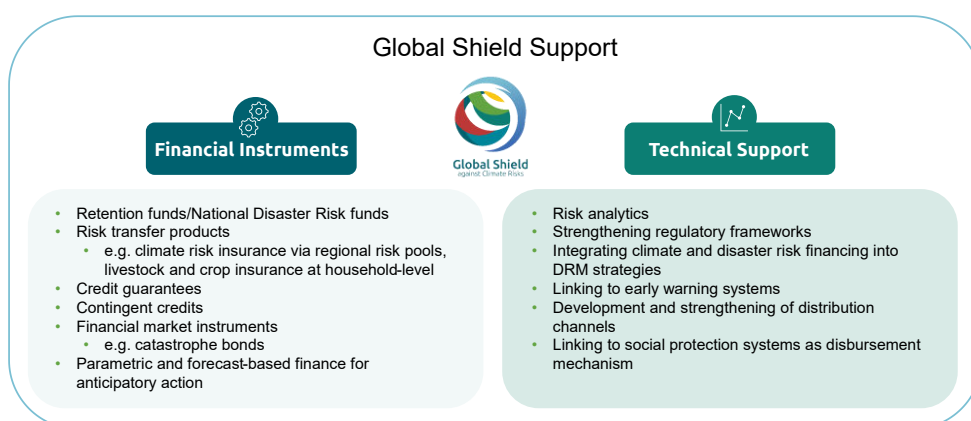 Global Shield Support
Financial Instruments
Global Shield
against Climate Risks
Technical Support
• Retention funds/National Disaster Risk funds
• Risk transfer products
• e.g. climate risk insurance via regional risk pools,
livestock and crop insurance at household-level
• Credit guarantees
• Contingent credits
• Financial market instruments
• e.g. catastrophe bonds
• Parametric and forecast-based finance for
anticipatory action
• Risk analytics
• Strengthening regulatory frameworks
• Integrating climate and disaster risk financing into
DRM strategies
• Linking to early warning systems
• Development and strengthening of distribution
channels
• Linking to social protection systems as disbursement
mechanism